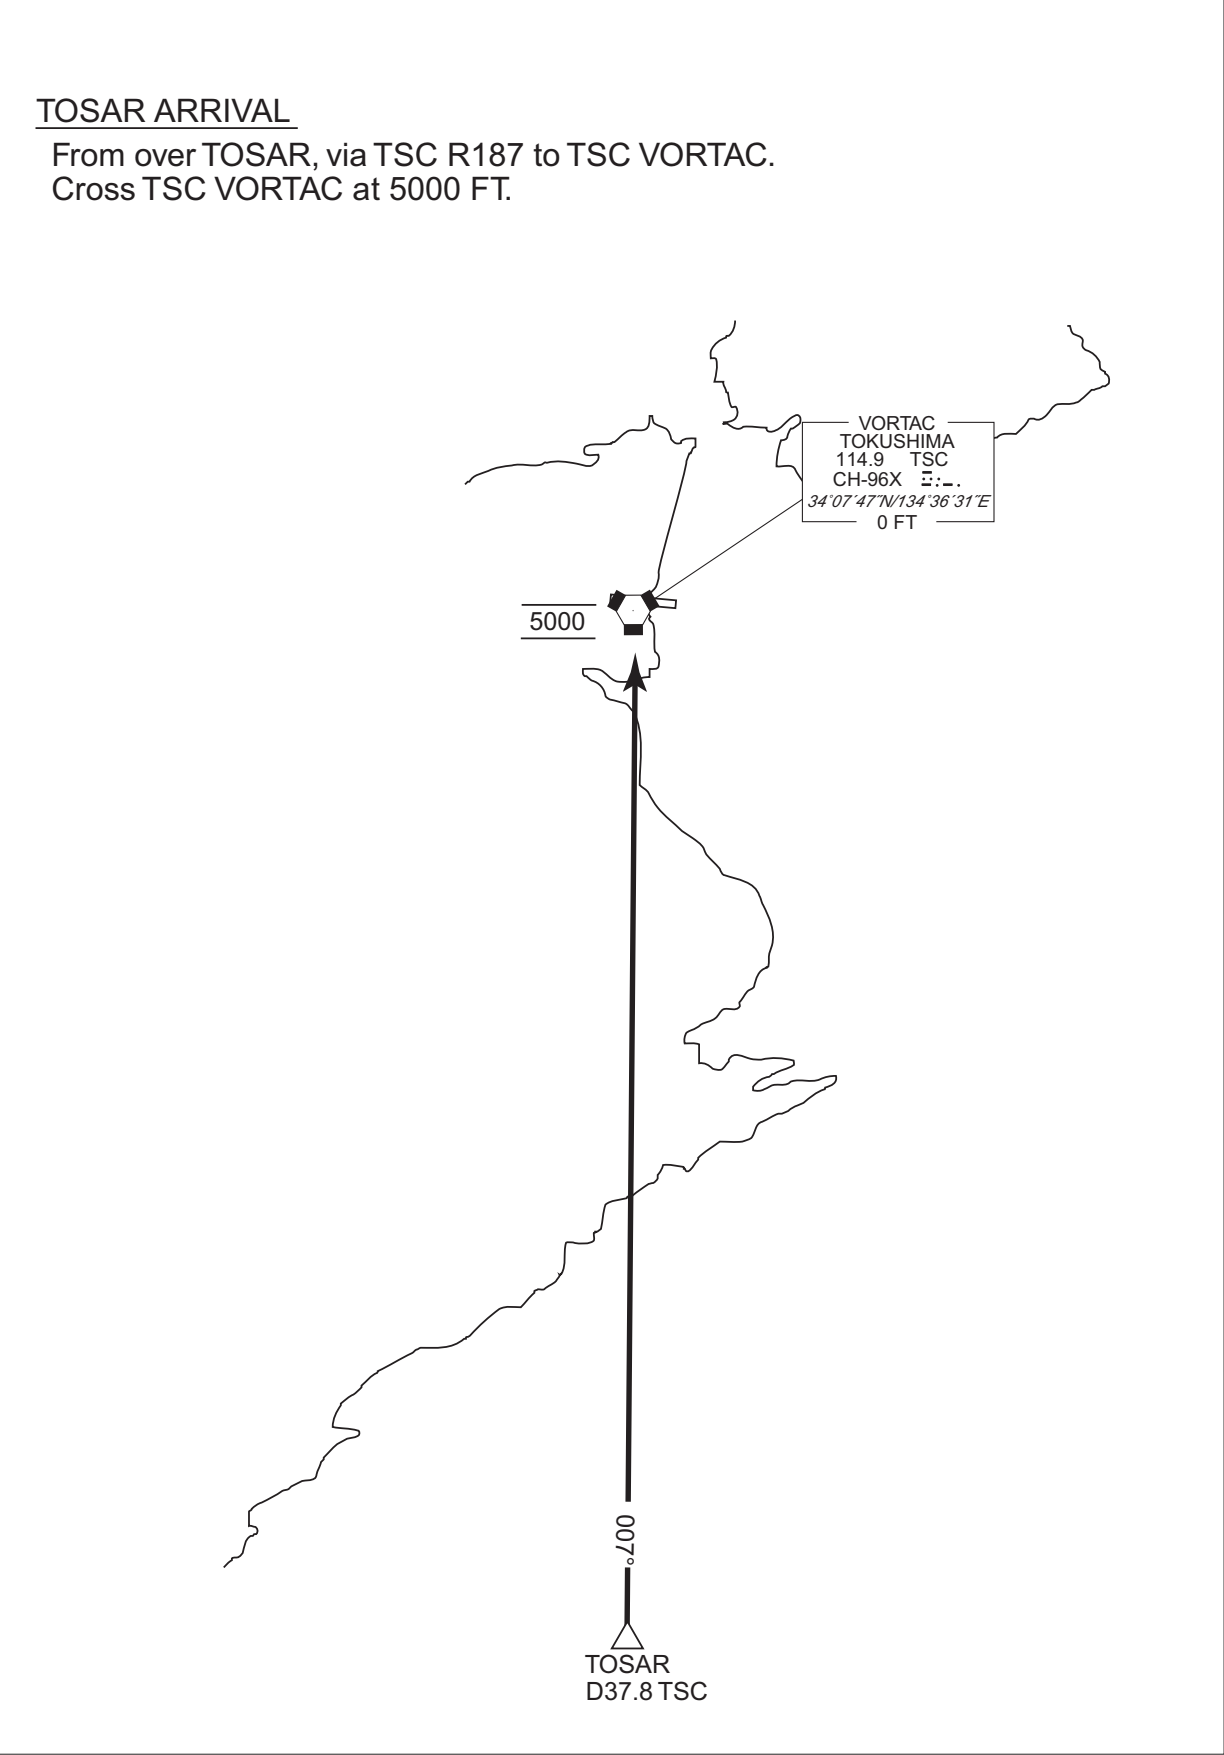 TOSAR ARRIVAL
From over TOSAR, via TSC R187 to TSC VORTAC.
Cross TSC VORTAC at 5000 FT.
VORTAC
TOKUSHIMA
114.9 TSC
CH-96X
34°07´47˝N/134°36´31˝E
0 FT
5000
007°
TOSAR
D37.8 TSC